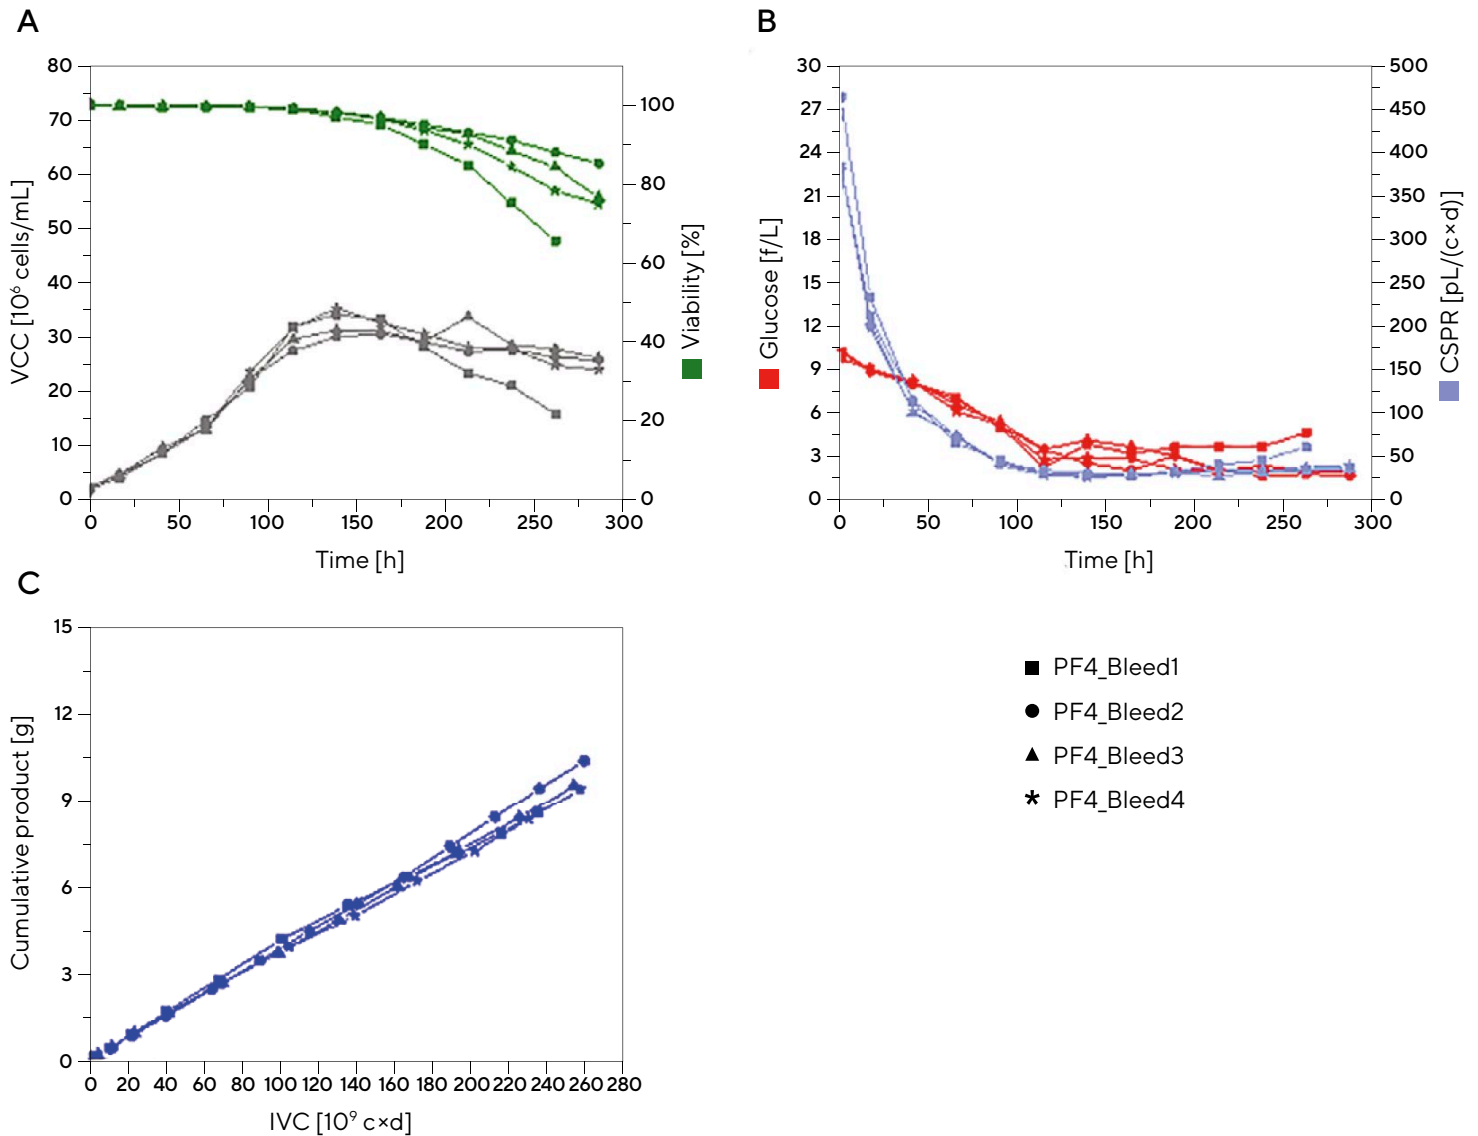 A
VCC [10⁶ cells/mL]
80
70
60
50
40
30
20
10
0
100
80
60
40
20
0
Viability [%]
0 50 100 150 200 250 300
Time [h]
B
Glucose [f/L]
30
27
24
21
18
15
12
9
6
3
0
500
450
400
350
300
250
200
150
100
50
0
CSPR [pL/(c×d)]
0 50 100 150 200 250 300
Time [h]
C
Cumulative product [g]
15
12
9
6
3
0
0 20 40 60 80 100 120 140 160 180 200 220 240 260 280
IVC [10⁹ c×d]
PF4_Bleed1
PF4_Bleed2
PF4_Bleed3
PF4_Bleed4